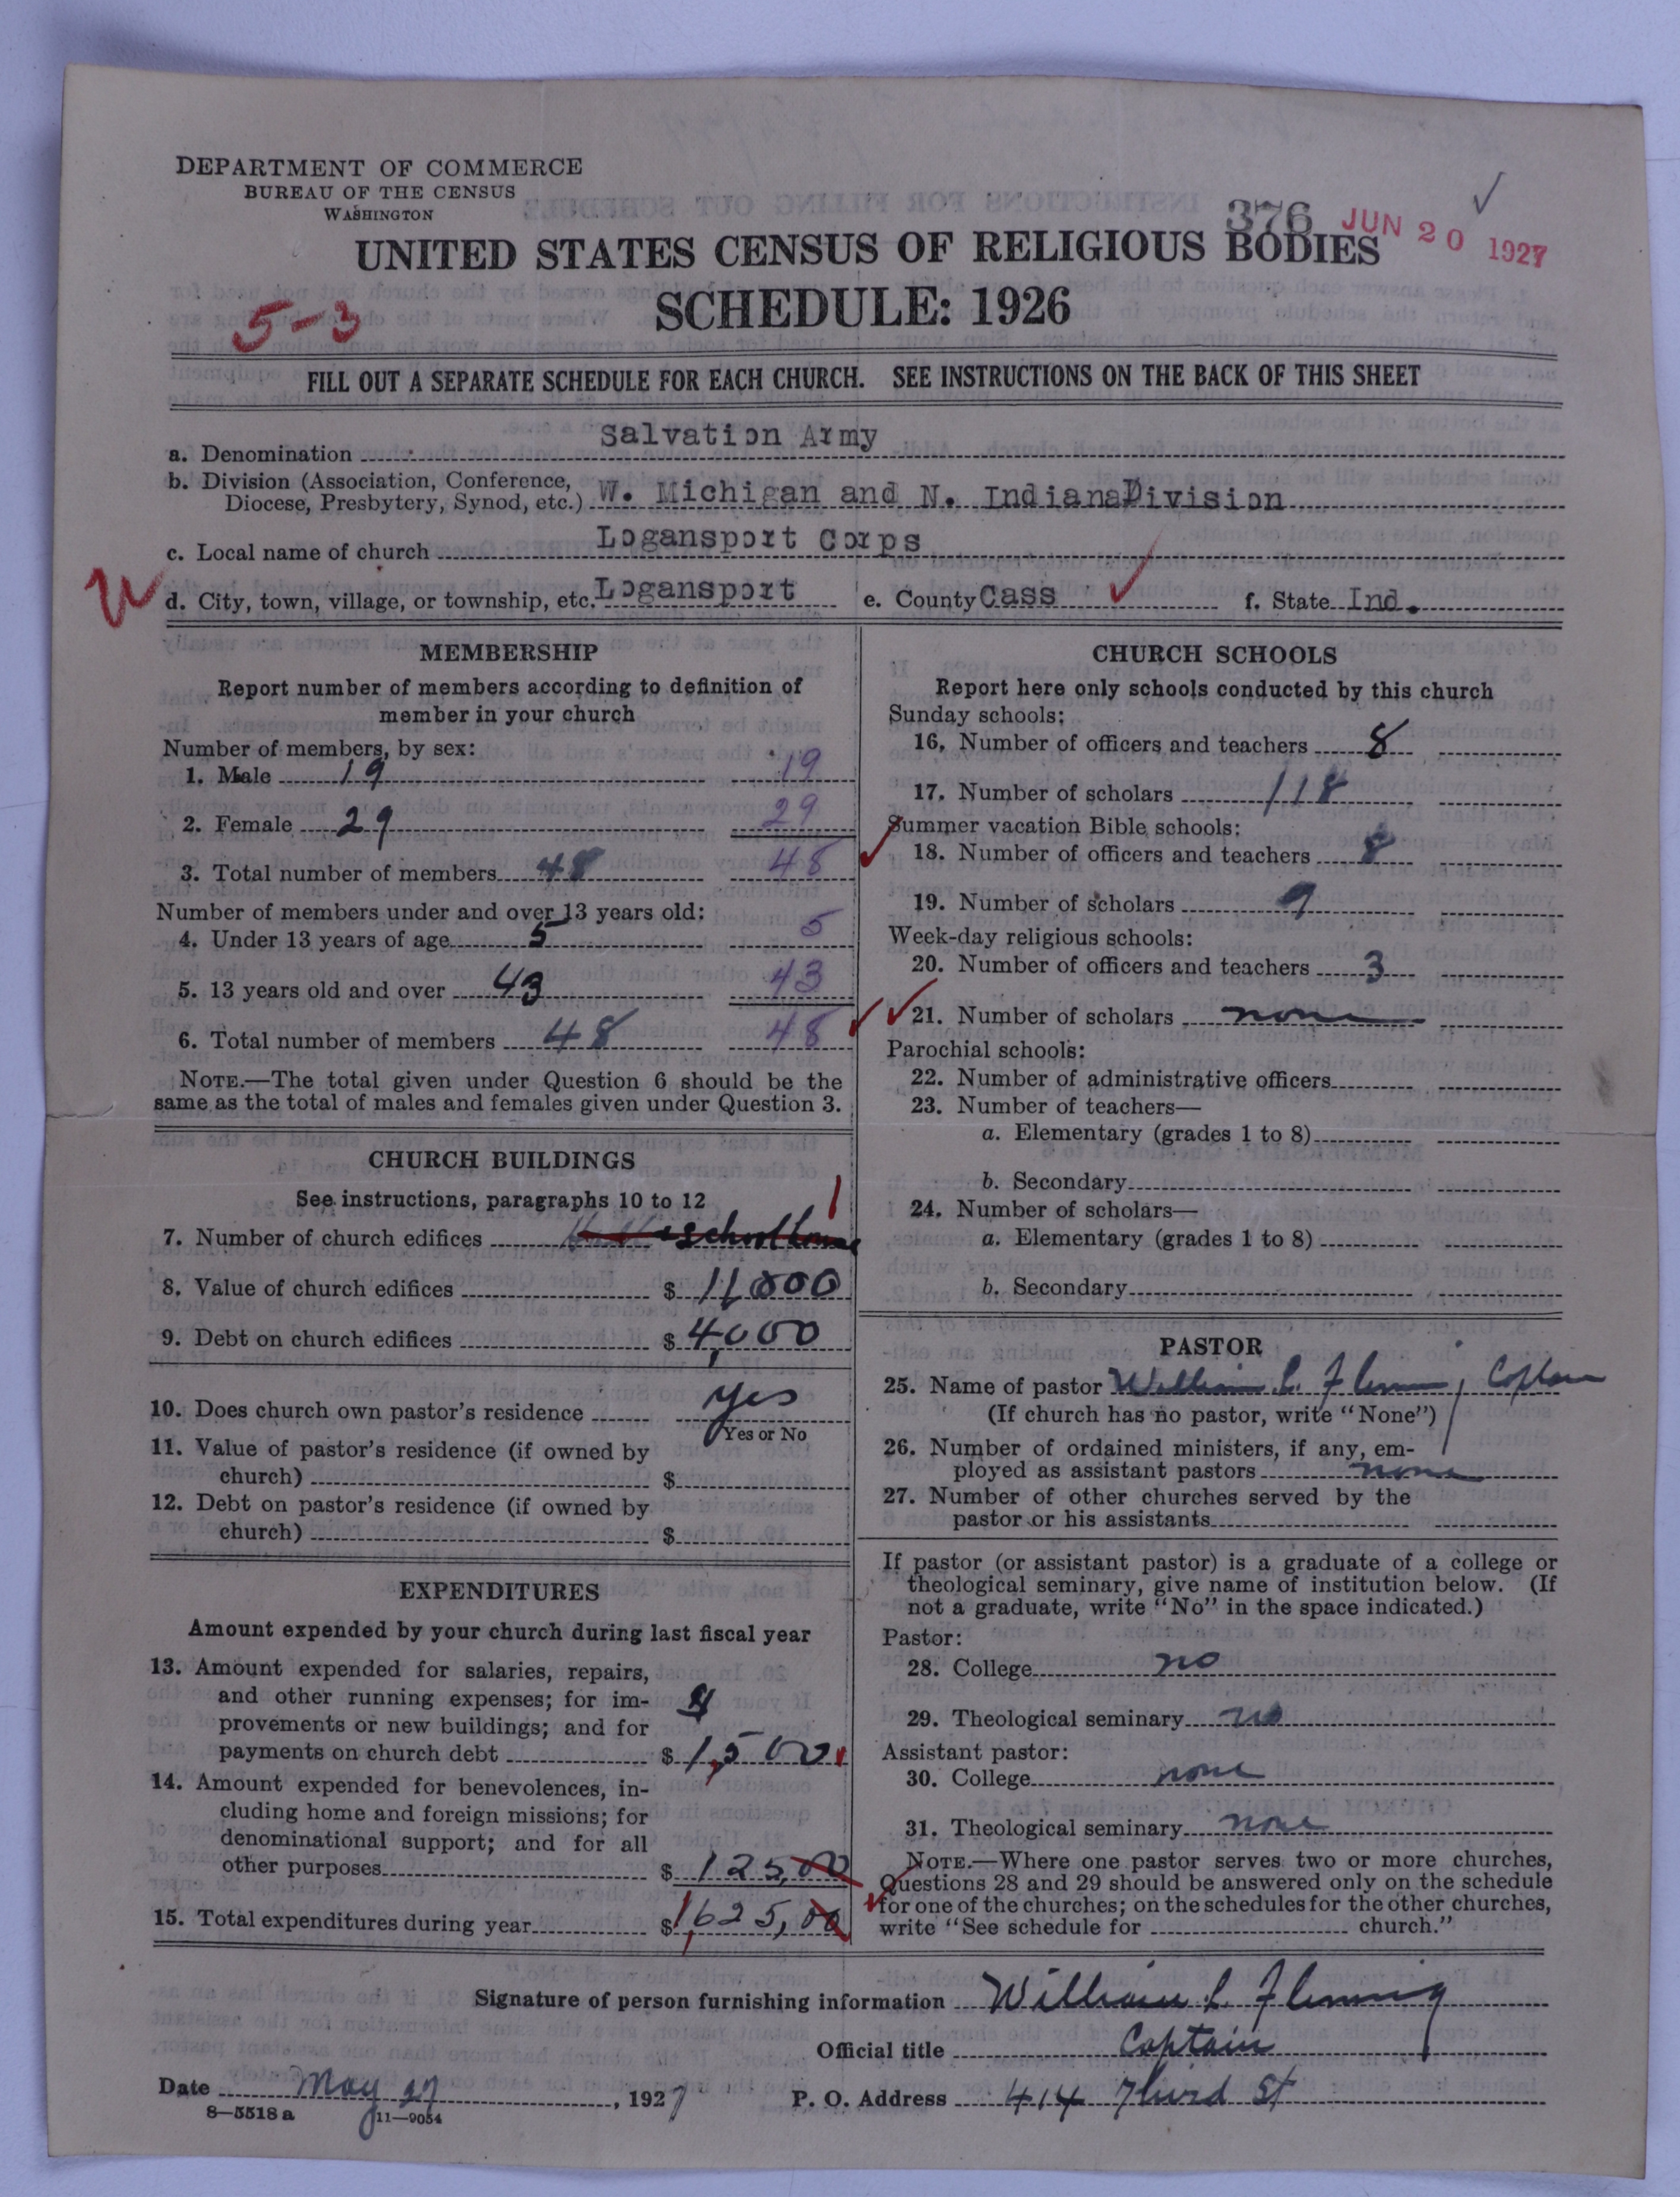 DEPARTMENT OF COMMERCE
BUREAU OF THE CENSUS
WASHINGTON
376 JUN 20 1927
UNITED STATES CENSUS OF RELIGIOUS BODIES
SCHEDULE: 1926
5-3
FILL OUT A SEPARATE SCHEDULE FOR EACH CHURCH. SEE INSTRUCTIONS ON THE BACK OF THIS SHEET
a. Denomination Salvation Army
b. Division (Association, Conference,
Diocese, Presbytery, Synod, etc.) W. Michigan and N. Indiana Division
c. Local name of church Logansport Corps
d. City, town, village, or township, etc. Logansport e. County Cass f. State Ind.
MEMBERSHIP
Report number of members according to definition of
member in your church
Number of members, by sex:
1. Male 19 19
2. Female 29 29
3. Total number of members 48 48
Number of members under and over 13 years old:
4. Under 13 years of age 5 5
5. 13 years old and over 43 43
6. Total number of members 48 48
NOTE.—The total given under Question 6 should be the
same as the total of males and females given under Question 3.
CHURCH BUILDINGS
See instructions, paragraphs 10 to 12
7. Number of church edifices school house 1
8. Value of church edifices $ 11000
9. Debt on church edifices $ 4,000
10. Does church own pastor's residence yes
Yes or No
11. Value of pastor's residence (if owned by
church) $
12. Debt on pastor's residence (if owned by
church) $
EXPENDITURES
Amount expended by your church during last fiscal year
13. Amount expended for salaries, repairs,
and other running expenses; for im-
provements or new buildings; and for
payments on church debt $ 1,500
14. Amount expended for benevolences, in-
cluding home and foreign missions; for
denominational support; and for all
other purposes $ 125,00
15. Total expenditures during year $ 1,625,00
CHURCH SCHOOLS
Report here only schools conducted by this church
Sunday schools:
16. Number of officers and teachers 8
17. Number of scholars 118
Summer vacation Bible schools:
18. Number of officers and teachers 8
19. Number of scholars 9
Week-day religious schools:
20. Number of officers and teachers 3
21. Number of scholars none
Parochial schools:
22. Number of administrative officers
23. Number of teachers—
a. Elementary (grades 1 to 8)
b. Secondary
24. Number of scholars—
a. Elementary (grades 1 to 8)
b. Secondary
PASTOR
25. Name of pastor William L. Fleming, Captain
(If church has no pastor, write "None")
26. Number of ordained ministers, if any, em-
ployed as assistant pastors none
27. Number of other churches served by the
pastor or his assistants
If pastor (or assistant pastor) is a graduate of a college or
theological seminary, give name of institution below. (If
not a graduate, write "No" in the space indicated.)
Pastor:
28. College no
29. Theological seminary no
Assistant pastor:
30. College none
31. Theological seminary none
NOTE.—Where one pastor serves two or more churches,
Questions 28 and 29 should be answered only on the schedule
for one of the churches; on the schedules for the other churches,
write "See schedule for church."
Signature of person furnishing information William L. Fleming
Official title Captain
Date May 27, 1927 P. O. Address 414 Third St
8—5518 a 11—9054